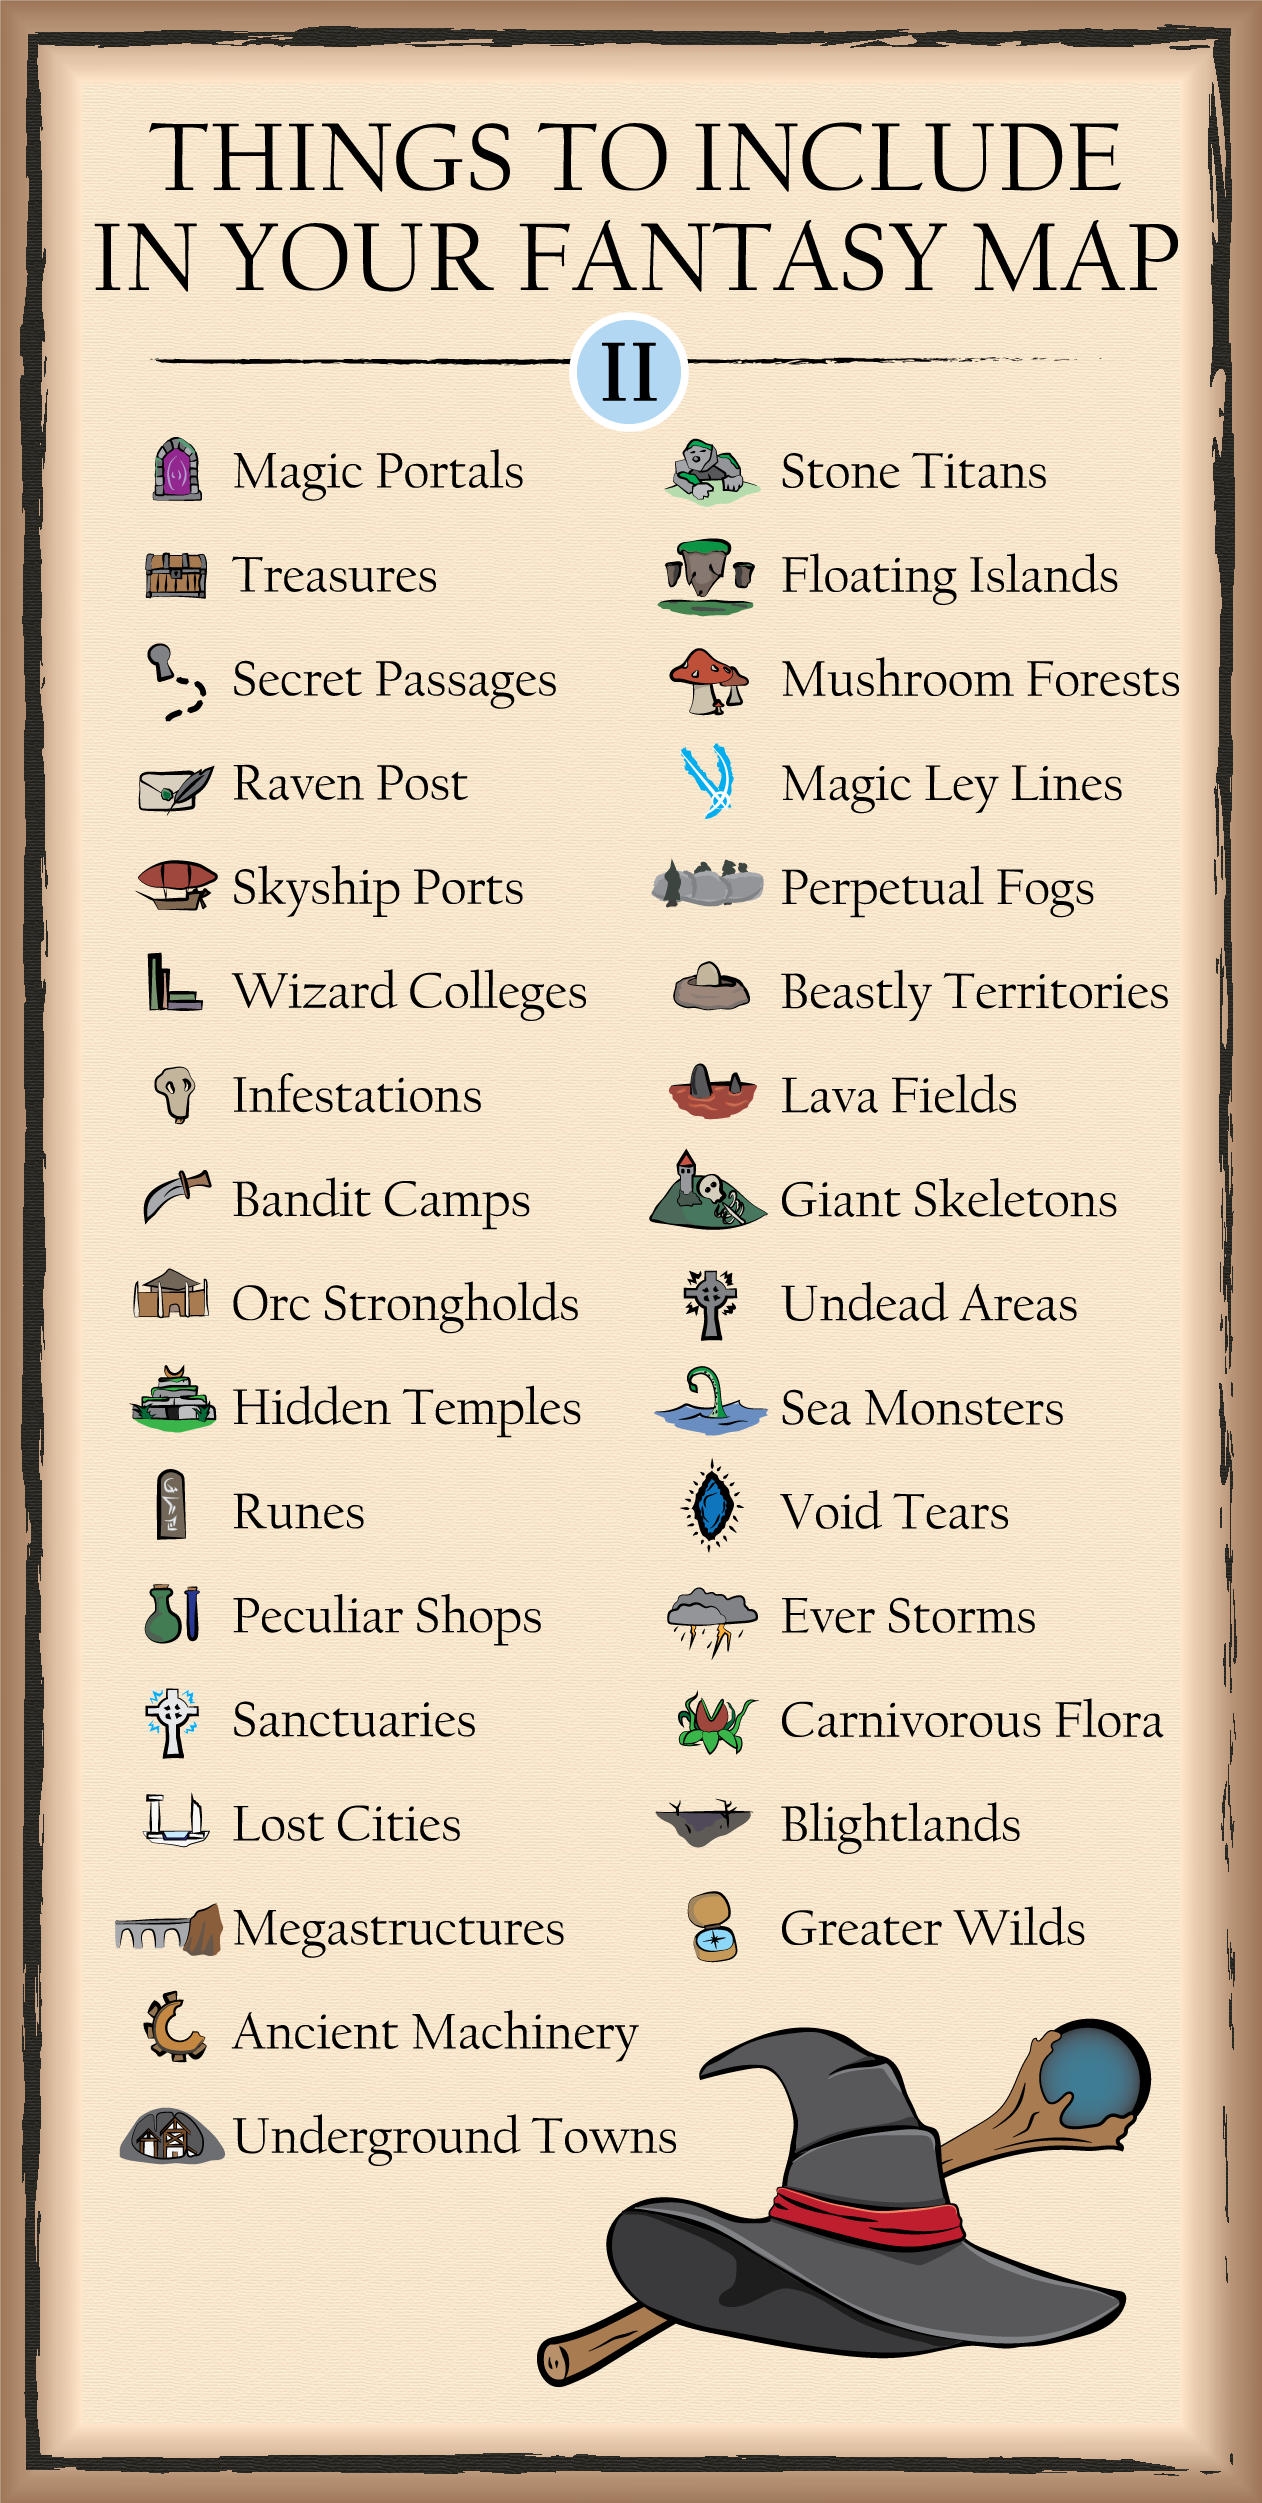 THINGS TO INCLUDE
IN YOUR FANTASY MAP
II
Magic Portals
Treasures
Secret Passages
Raven Post
Skyship Ports
Wizard Colleges
Infestations
Bandit Camps
Orc Strongholds
Hidden Temples
Runes
Peculiar Shops
Sanctuaries
Lost Cities
Megastructures
Ancient Machinery
Underground Towns
Stone Titans
Floating Islands
Mushroom Forests
Magic Ley Lines
Perpetual Fogs
Beastly Territories
Lava Fields
Giant Skeletons
Undead Areas
Sea Monsters
Void Tears
Ever Storms
Carnivorous Flora
Blightlands
Greater Wilds